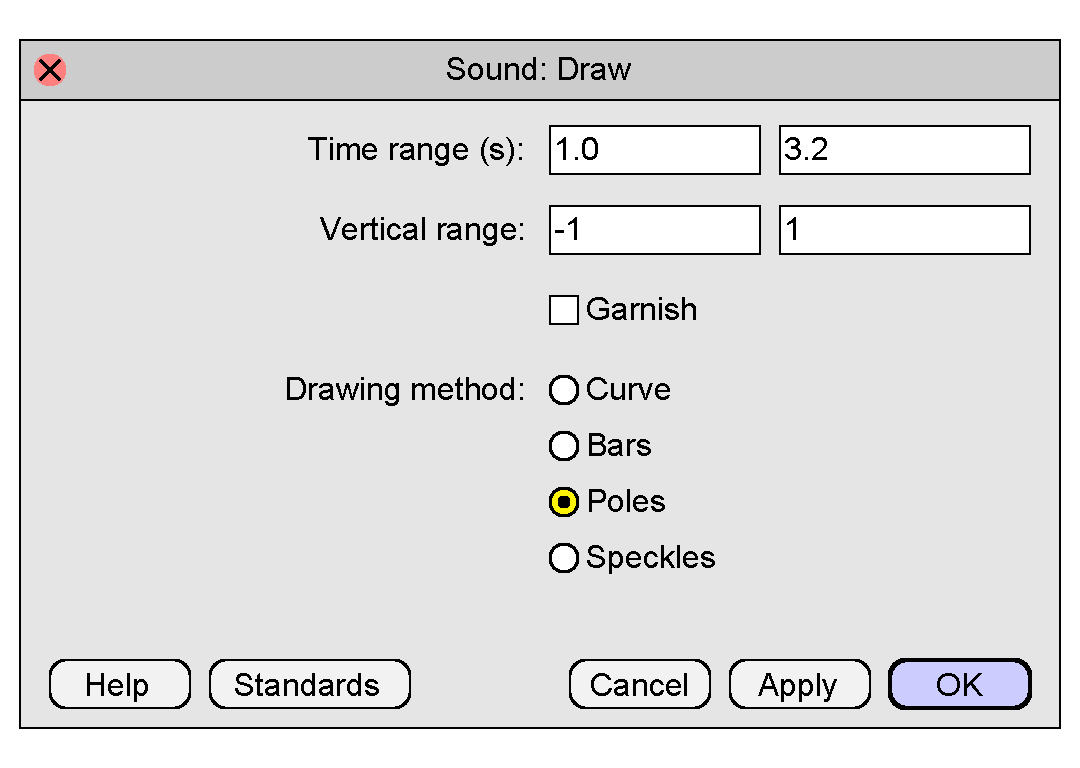 Sound: Draw
Time range (s): 1.0 3.2
Vertical range: -1 1
Garnish
Drawing method: Curve
Bars
Poles
Speckles
Help Standards Cancel Apply OK